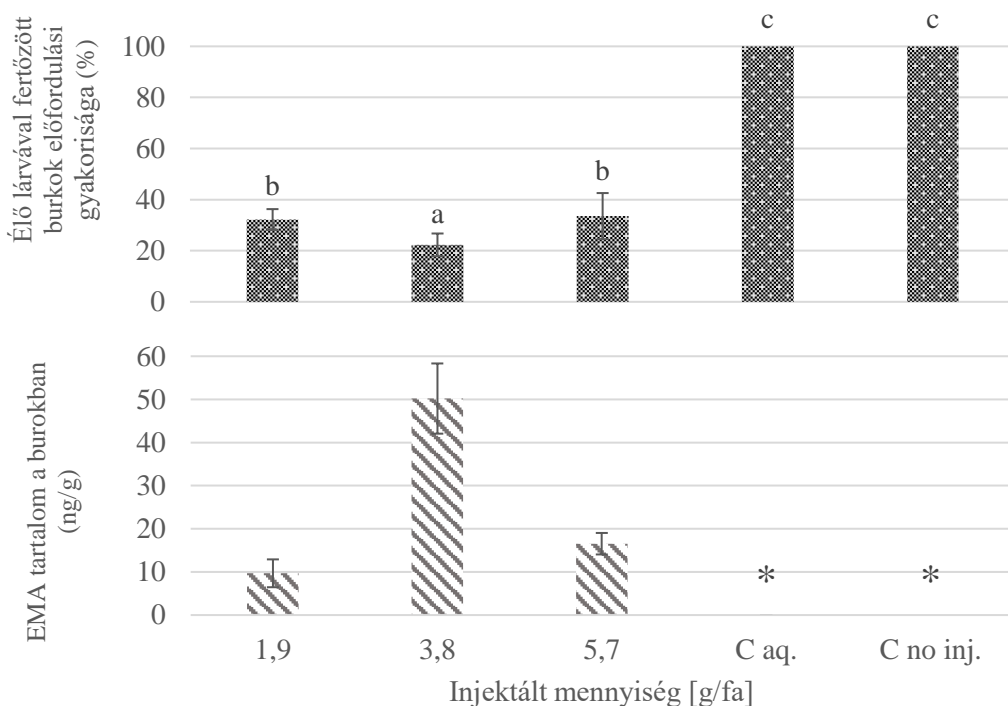 Élő lárvával fertőzött
burkok előfordulási
gyakorisága (%)
100
80
60
40
20
0
b
a
b
c
c
EMA tartalom a burokban
(ng/g)
60
50
40
30
20
10
0
*
*
1,9
3,8
5,7
C aq.
C no inj.
Injektált mennyiség [g/fa]